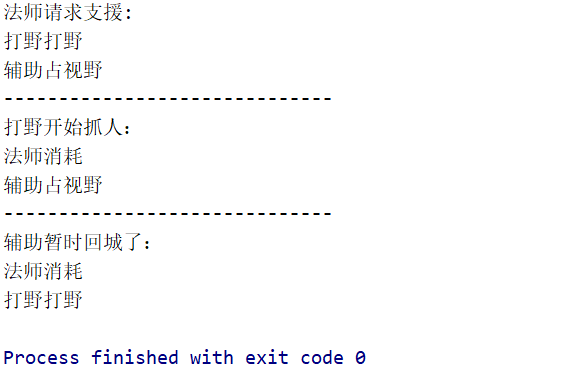 法师请求支援:
打野打野
辅助占视野
------------------------------
打野开始抓人:
法师消耗
辅助占视野
------------------------------
辅助暂时回城了:
法师消耗
打野打野
Process finished with exit code 0